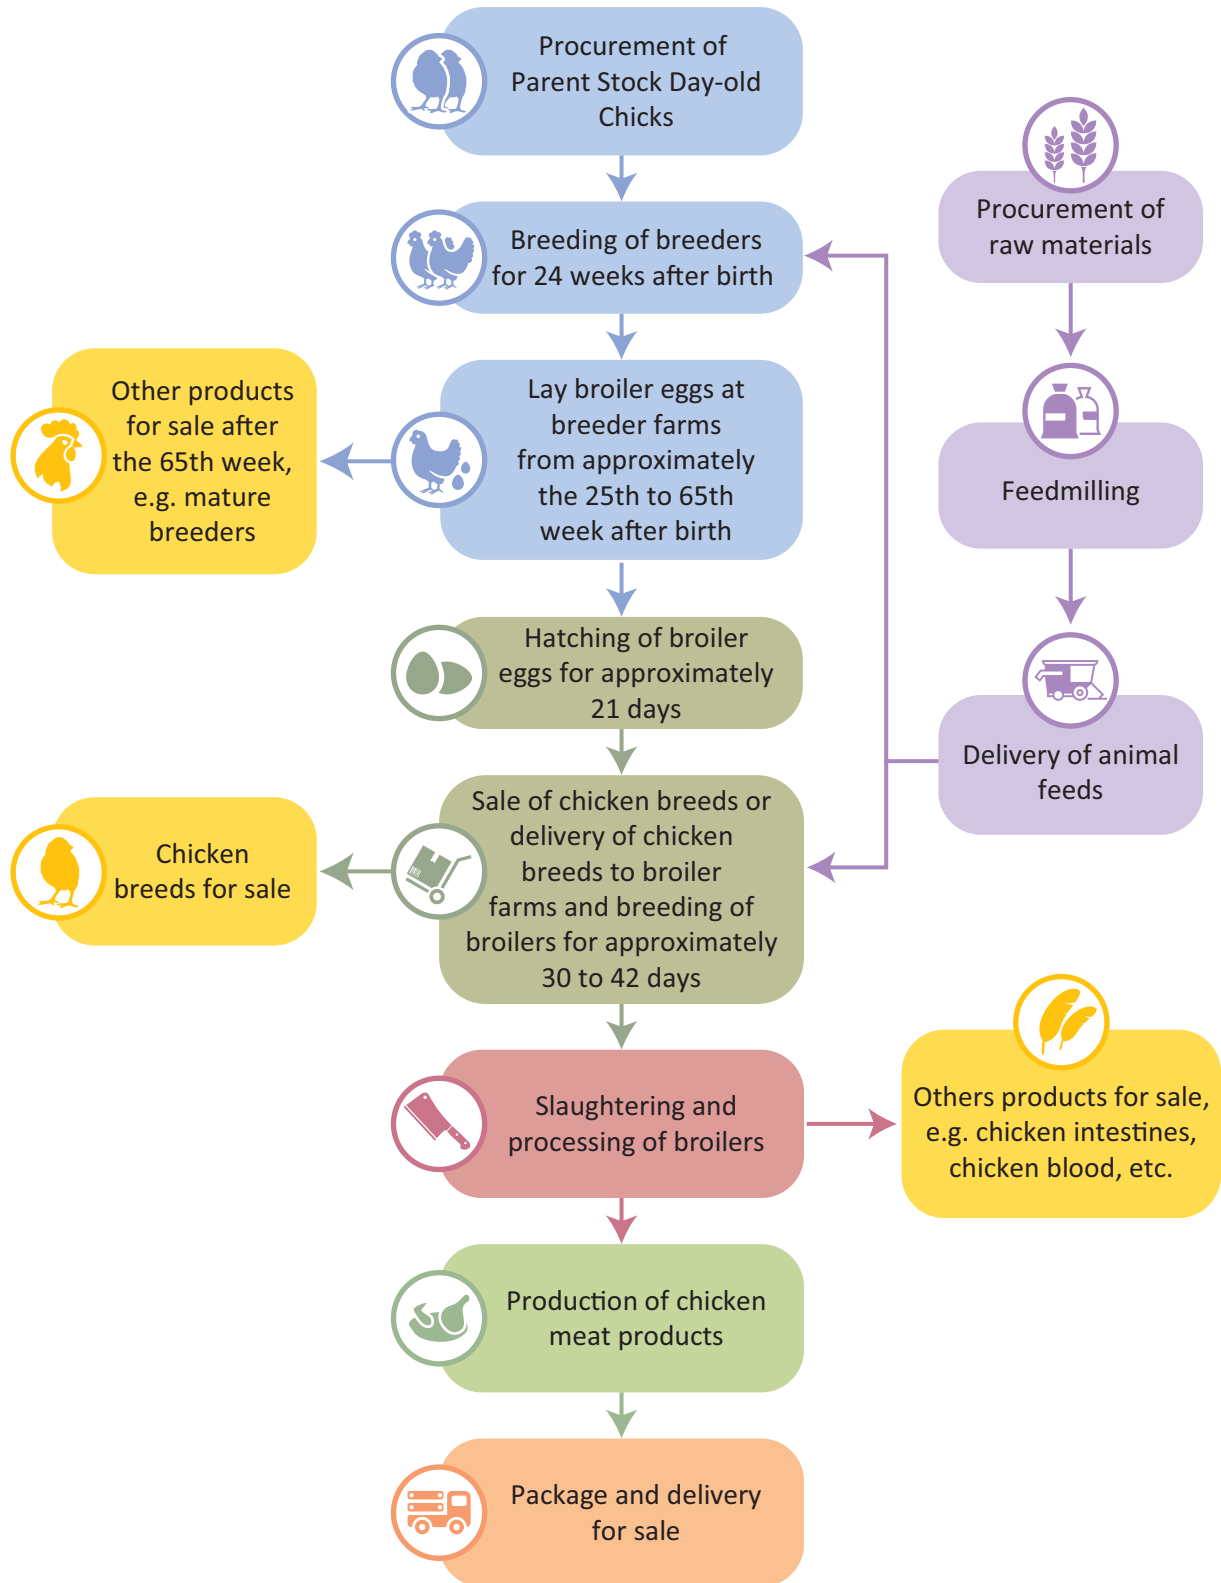 Procurement of
Parent Stock Day-old
Chicks
Procurement of
raw materials
Breeding of breeders
for 24 weeks after birth
Other products
for sale after
the 65th week,
e.g. mature
breeders
Lay broiler eggs at
breeder farms
from approximately
the 25th to 65th
week after birth
Feedmilling
Hatching of broiler
eggs for approximately
21 days
Delivery of animal
feeds
Chicken
breeds for sale
Sale of chicken breeds or
delivery of chicken
breeds to broiler
farms and breeding of
broilers for approximately
30 to 42 days
Slaughtering and
processing of broilers
Others products for sale,
e.g. chicken intestines,
chicken blood, etc.
Production of chicken
meat products
Package and delivery
for sale